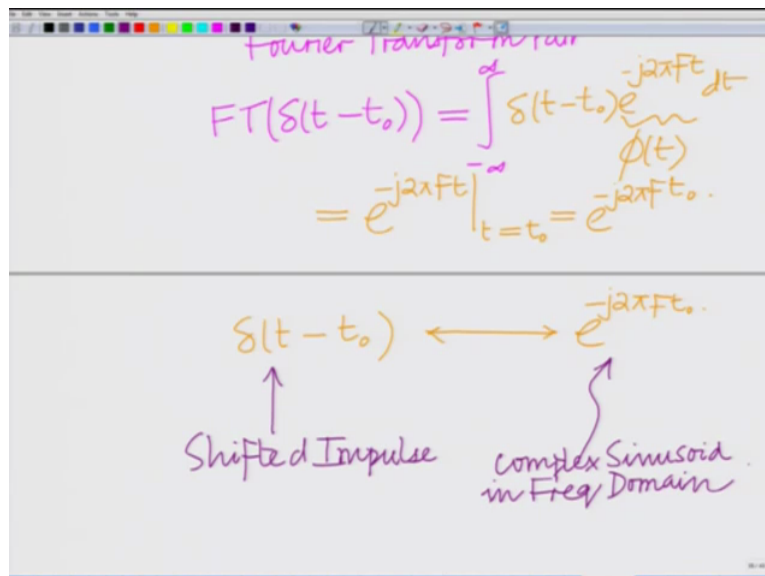 Fourier Transform Pair
FT(δ(t-t₀)) = ∫_{-∞}^{∞} δ(t-t₀) e^{-j2πFt} dt
ϕ(t)
= e^{-j2πFt}|_{t=t₀} = e^{-j2πFt₀}.
δ(t-t₀) ⟷ e^{-j2πFt₀}.
Shifted Impulse
Complex Sinusoid
in Freq Domain